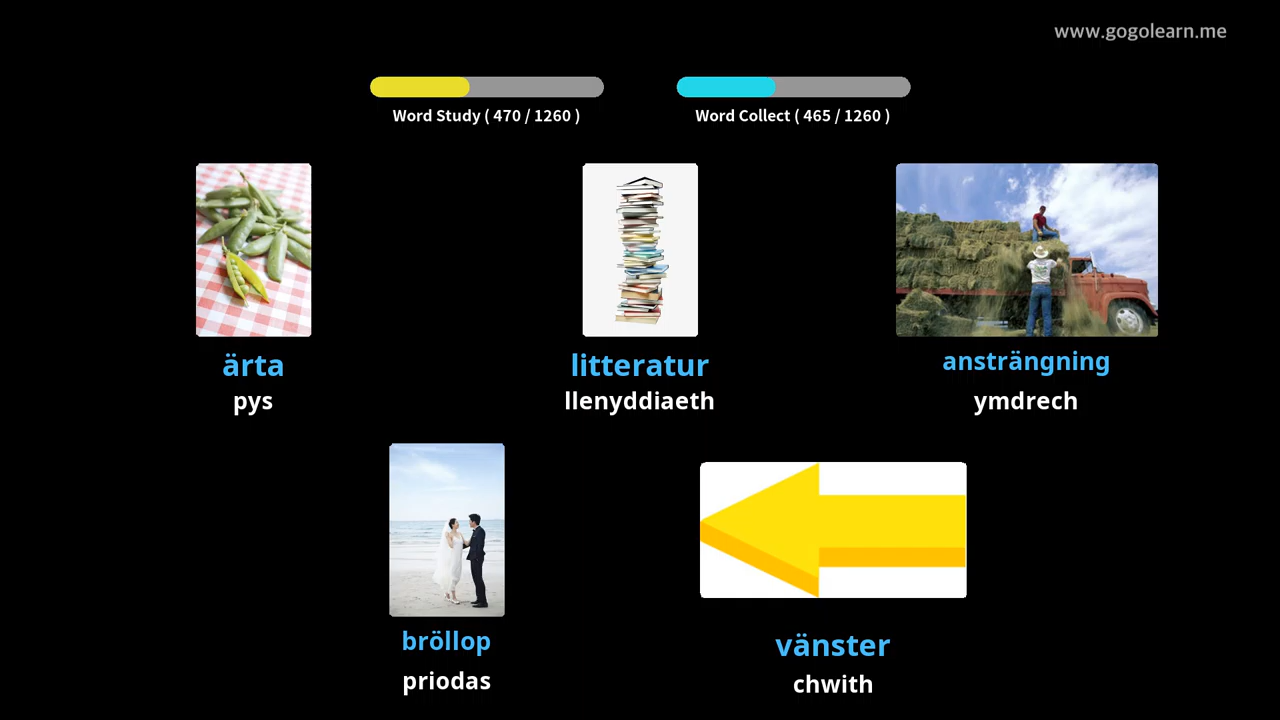 www.gogolearn.me
Word Study ( 470 / 1260 )
Word Collect ( 465 / 1260 )
ärta
pys
litteratur
llenyddiaeth
ansträngning
ymdrech
bröllop
priodas
vänster
chwith